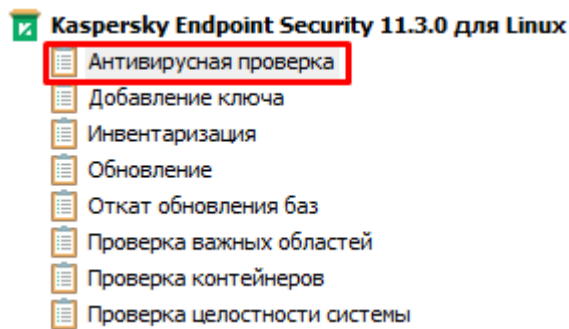 Kaspersky Endpoint Security 11.3.0 для Linux
Антивирусная проверка
Добавление ключа
Инвентаризация
Обновление
Откат обновления баз
Проверка важных областей
Проверка контейнеров
Проверка целостности системы